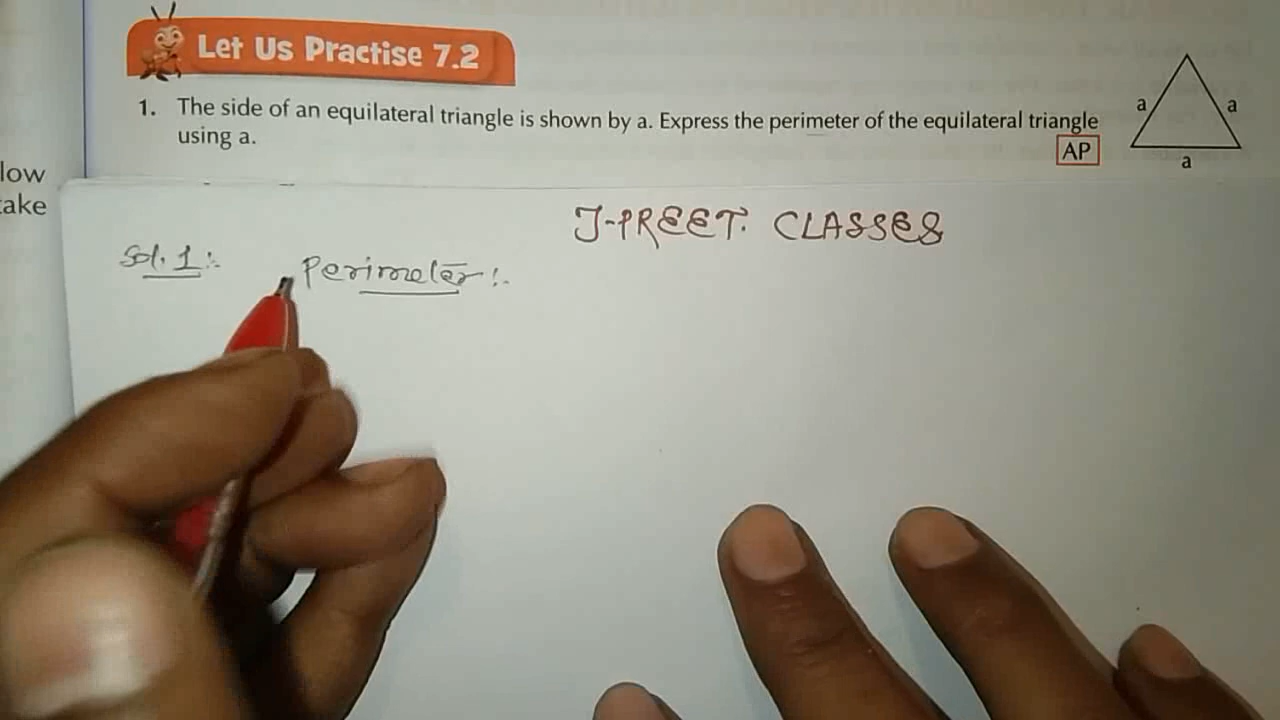 Let Us Practise 7.2
1. The side of an equilateral triangle is shown by a. Express the perimeter of the equilateral triangle
using a.
AP
a
a
a
low
take
J-PREET. CLASSES
Sol. 1:-
Perimeter:-